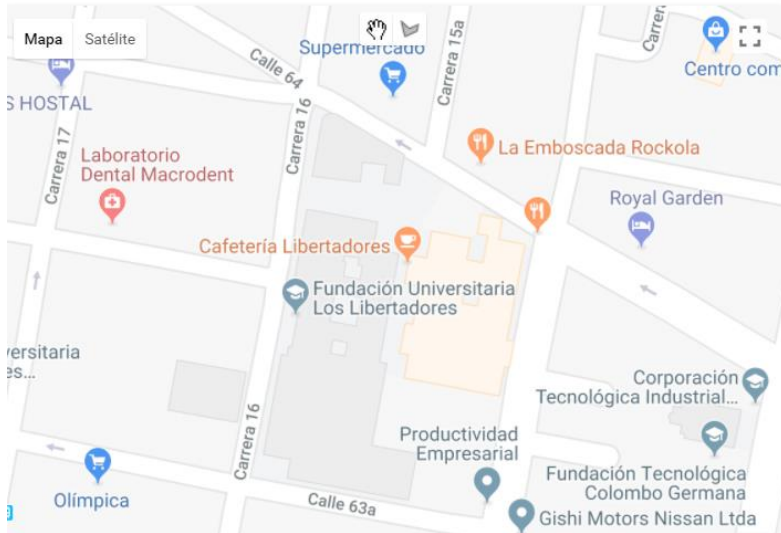 Mapa
Satélite
Supermercado
Carrera 15a
Carrer
Centro com
Calle 64
S HOSTAL
Carrera 16
Carrera 17
Laboratorio
Dental Macrodent
La Emboscada Rockola
Royal Garden
Cafetería Libertadores
Fundación Universitaria
Los Libertadores
versitaria
es...
Corporación
Tecnológica Industrial...
Carrera 16
Productividad
Empresarial
Olímpica
Calle 63a
Fundación Tecnológica
Colombo Germana
Gishi Motors Nissan Ltda